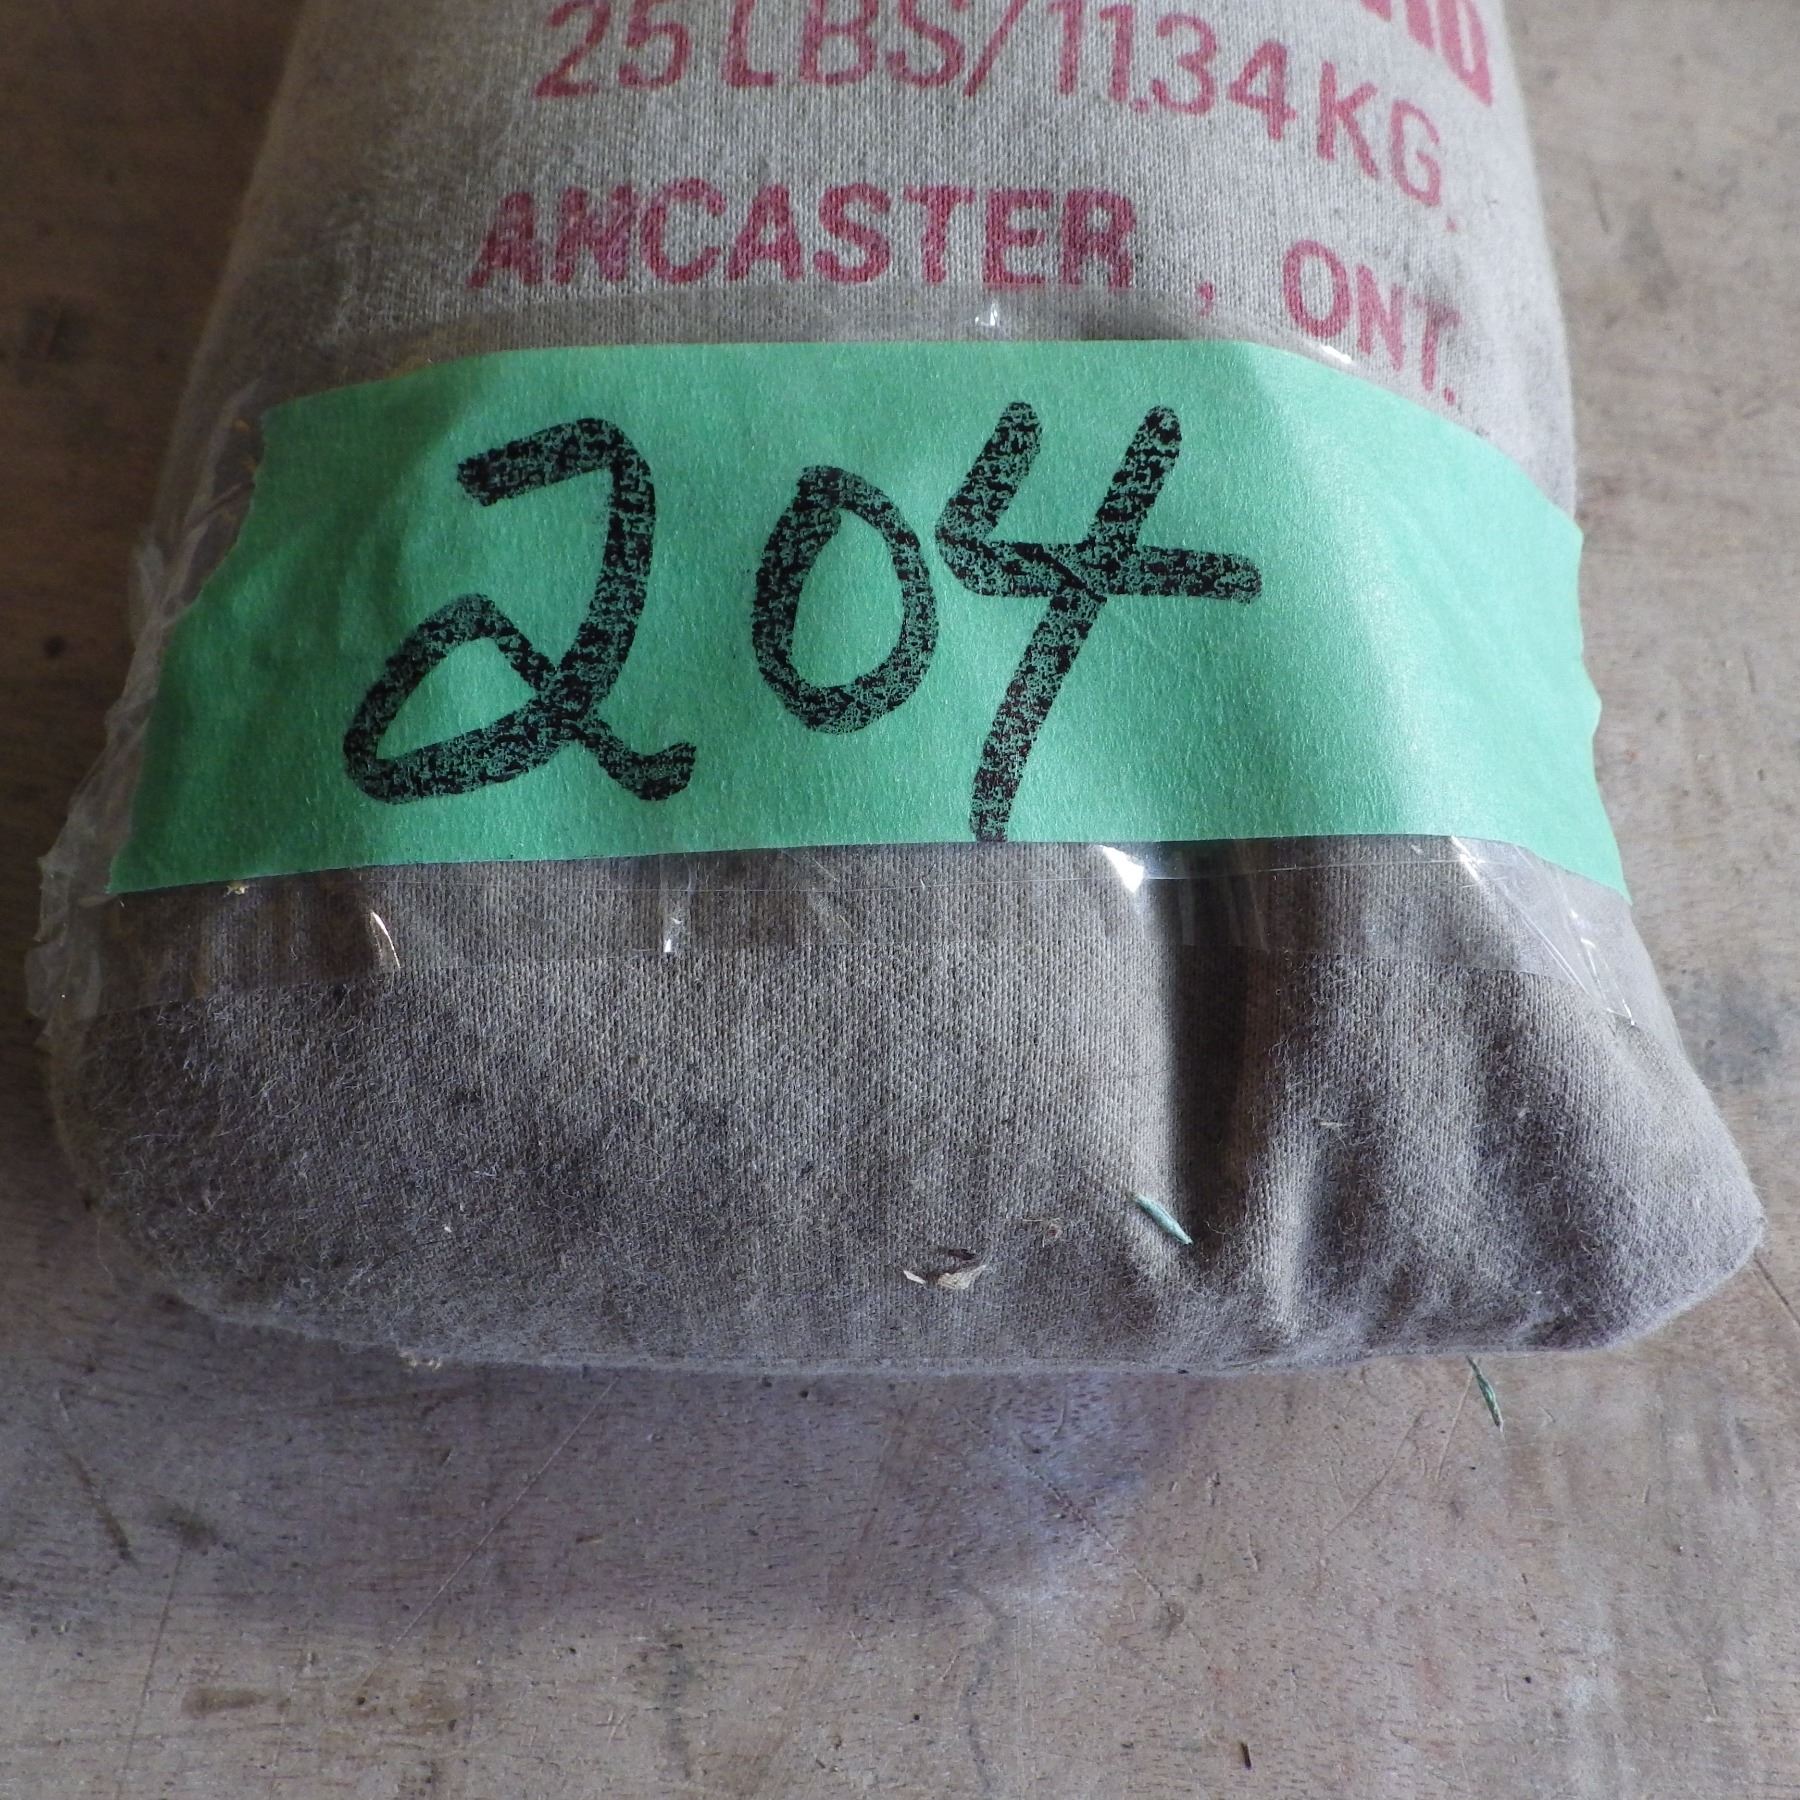 25 LBS/11.34 KG.
ANCASTER, ONT.
204